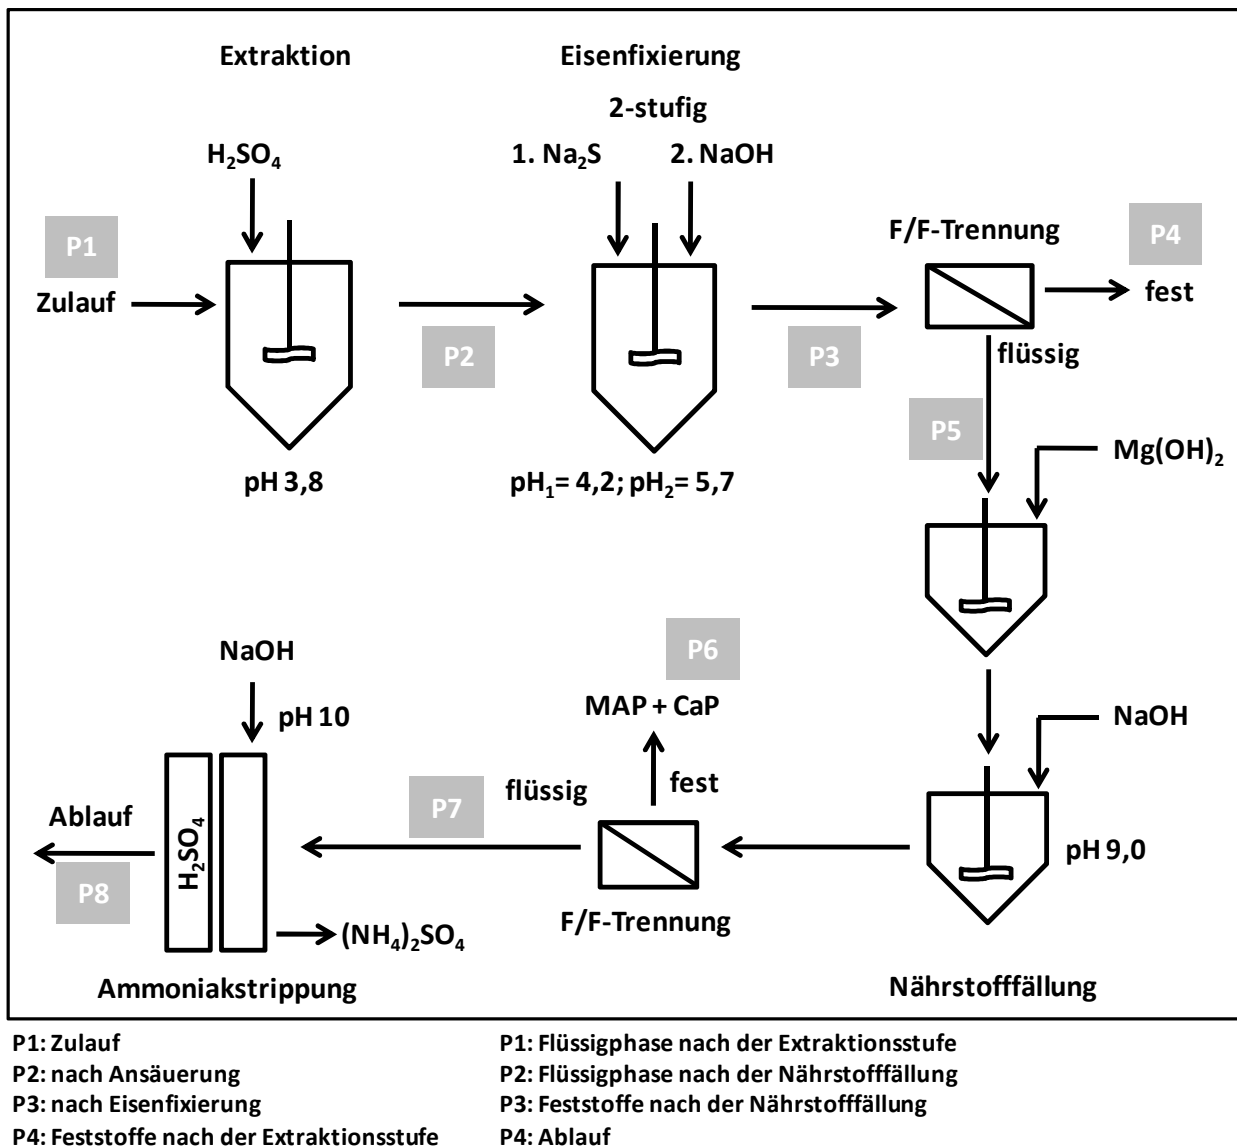 Extraktion
Eisenfixierung
2-stufig
H₂SO₄
1. Na₂S
2. NaOH
P1
Zulauf
P2
P3
F/F-Trennung
P4
fest
flüssig
pH 3,8
pH₁= 4,2; pH₂= 5,7
P5
Mg(OH)₂
NaOH
pH 9,0
Nährstofffällung
P6
MAP + CaP
fest
flüssig
P7
F/F-Trennung
NaOH
pH 10
H₂SO₄
Ablauf
P8
(NH₄)₂SO₄
Ammoniakstrippung
P1: Zulauf
P2: nach Ansäuerung
P3: nach Eisenfixierung
P4: Feststoffe nach der Extraktionsstufe
P1: Flüssigphase nach der Extraktionsstufe
P2: Flüssigphase nach der Nährstofffällung
P3: Feststoffe nach der Nährstofffällung
P4: Ablauf